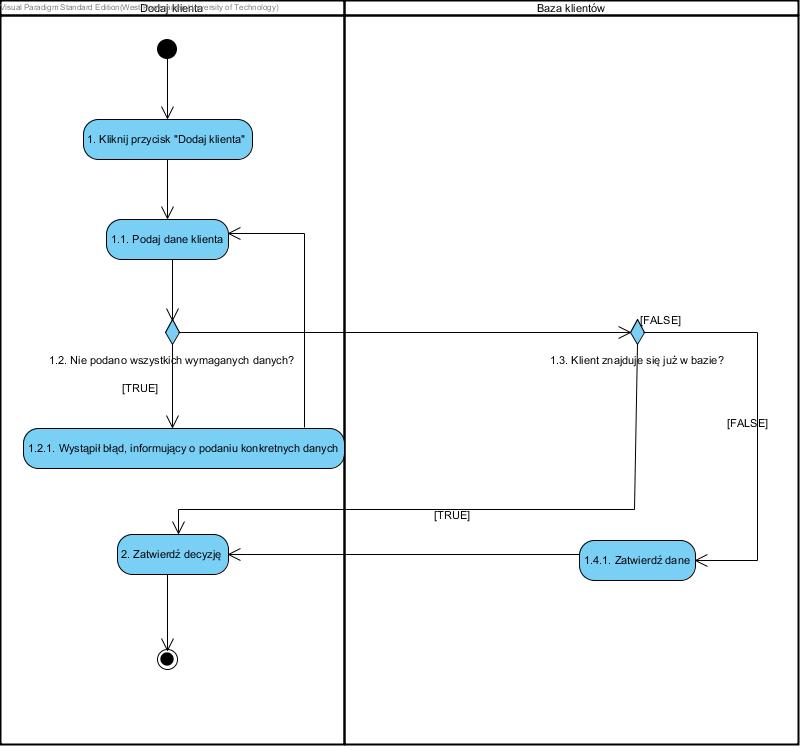 Visual Paradigm Standard Edition(West University of Technology)
Dodaj klienta
Baza klientów
1. Kliknij przycisk "Dodaj klienta"
1.1. Podaj dane klienta
[FALSE]
1.2. Nie podano wszystkich wymaganych danych?
1.3. Klient znajduje się już w bazie?
[TRUE]
[FALSE]
1.2.1. Wystąpił błąd, informujący o podaniu konkretnych danych
[TRUE]
2. Zatwierdź decyzję
1.4.1. Zatwierdź dane